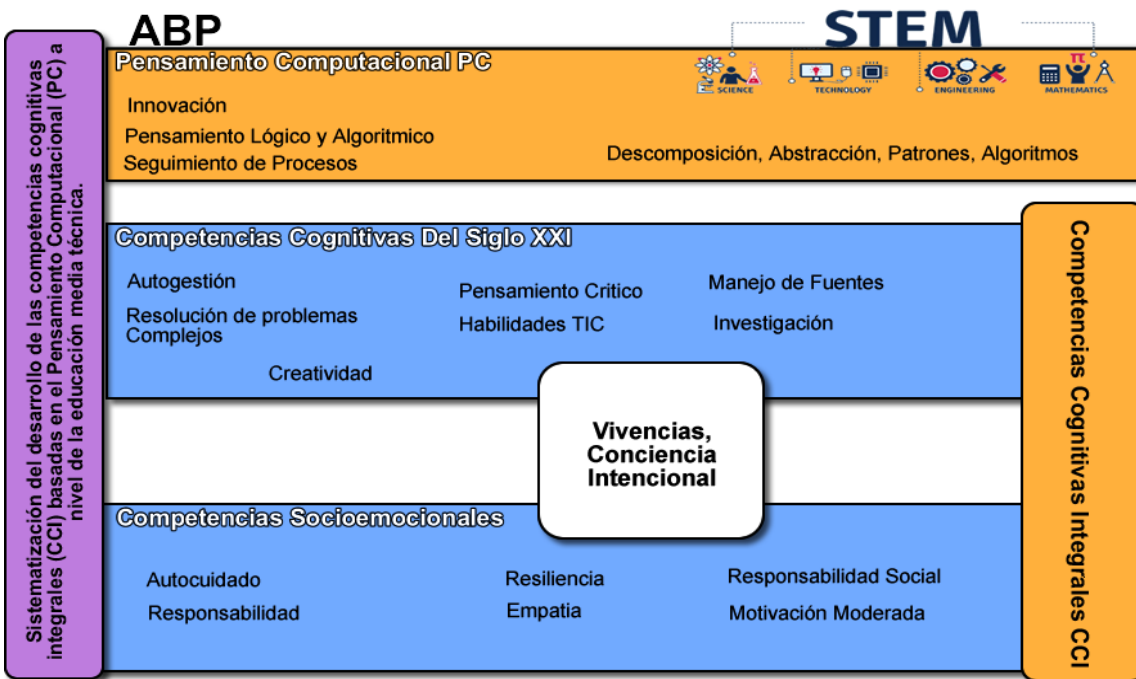 ABP
STEM
Pensamiento Computacional PC
SCIENCE
TECHNOLOGY
ENGINEERING
π
MATHEMATICS
Innovación
Pensamiento Lógico y Algoritmico
Seguimiento de Procesos
Descomposición, Abstracción, Patrones, Algoritmos
Sistematización del desarrollo de las competencias cognitivas
integrales (CCI) basadas en el Pensamiento Computacional (PC) a
nivel de la educación media técnica.
Competencias Cognitivas Del Siglo XXI
Autogestión
Resolución de problemas
Complejos
Creatividad
Pensamiento Critico
Habilidades TIC
Manejo de Fuentes
Investigación
Vivencias,
Conciencia
Intencional
Competencias Socioemocionales
Autocuidado
Responsabilidad
Resiliencia
Empatia
Responsabilidad Social
Motivación Moderada
Competencias Cognitivas Integrales CCI